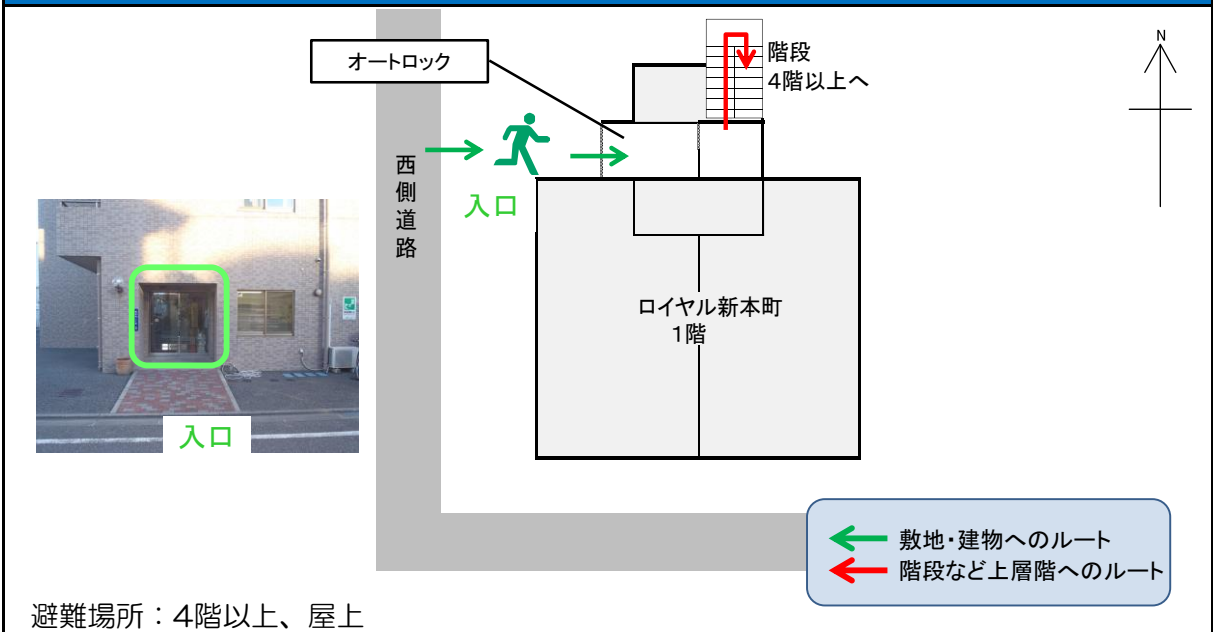 オートロック
階段
4階以上へ
N
西側道路
入口
入口
ロイヤル新本町
1階
敷地・建物へのルート
階段など上層階へのルート
避難場所：4階以上、屋上